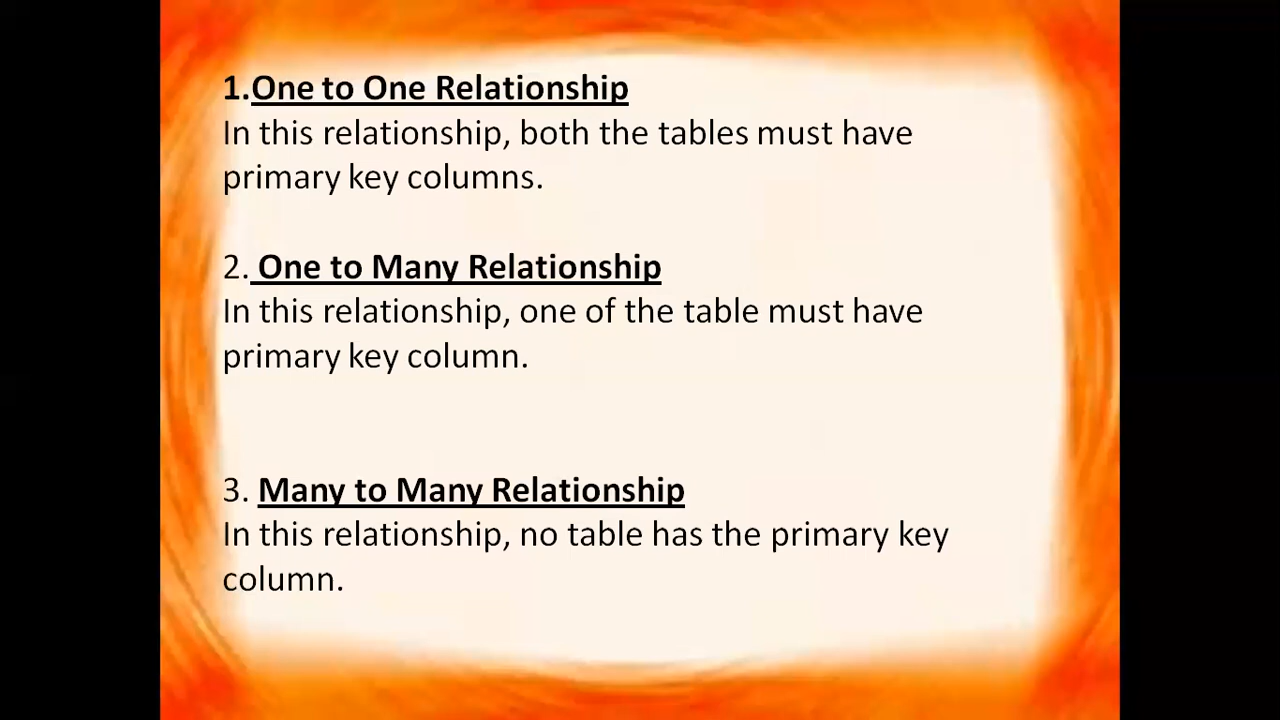 1.One to One Relationship
In this relationship, both the tables must have
primary key columns.
2. One to Many Relationship
In this relationship, one of the table must have
primary key column.
3. Many to Many Relationship
In this relationship, no table has the primary key
column.